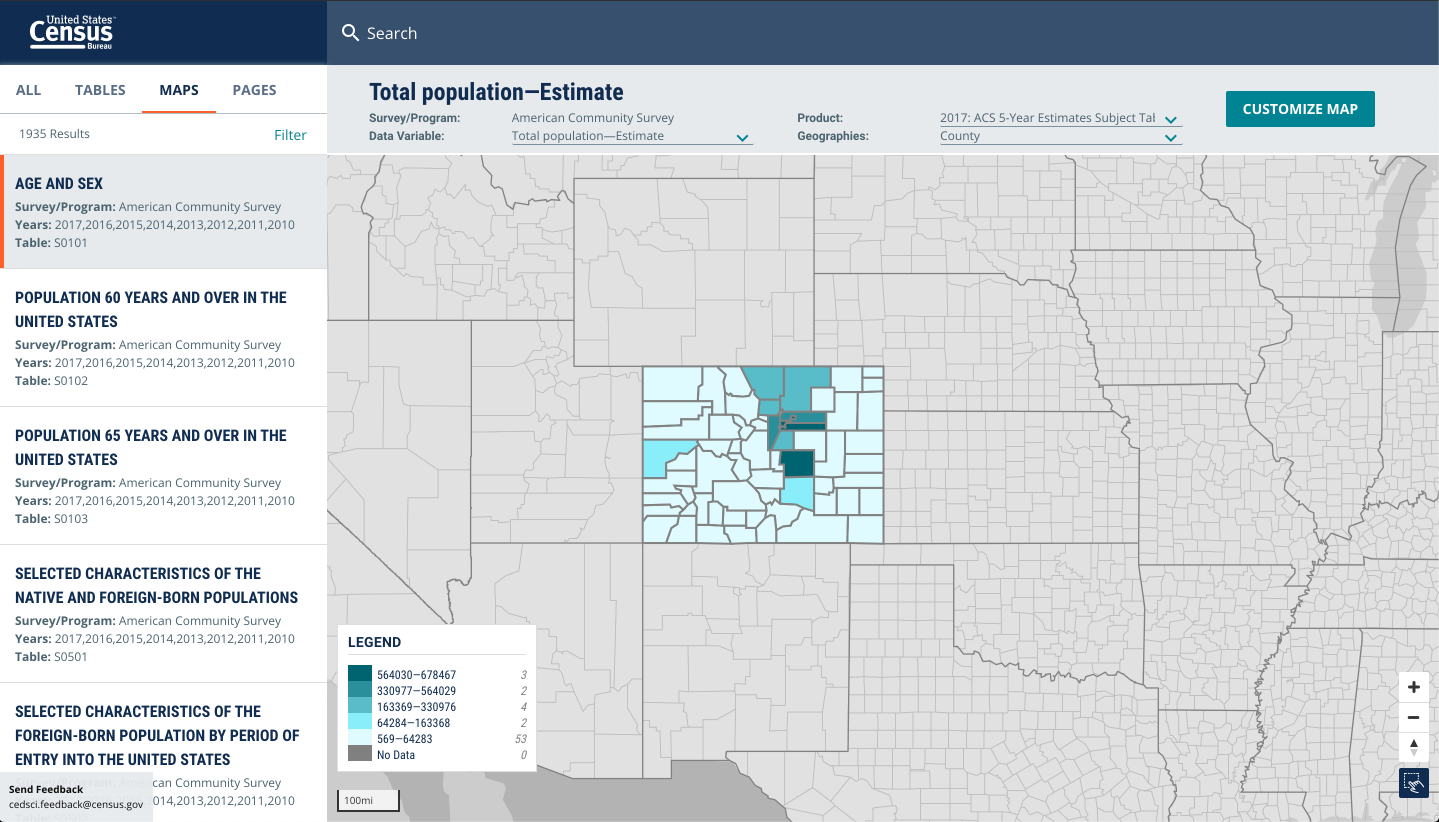 United States™
Census
Bureau
Search
ALL TABLES MAPS PAGES
1935 Results Filter
AGE AND SEX
Survey/Program: American Community Survey
Years: 2017,2016,2015,2014,2013,2012,2011,2010
Table: S0101
POPULATION 60 YEARS AND OVER IN THE
UNITED STATES
Survey/Program: American Community Survey
Years: 2017,2016,2015,2014,2013,2012,2011,2010
Table: S0102
POPULATION 65 YEARS AND OVER IN THE
UNITED STATES
Survey/Program: American Community Survey
Years: 2017,2016,2015,2014,2013,2012,2011,2010
Table: S0103
SELECTED CHARACTERISTICS OF THE
NATIVE AND FOREIGN-BORN POPULATIONS
Survey/Program: American Community Survey
Years: 2017,2016,2015,2014,2013,2012,2011,2010
Table: S0501
SELECTED CHARACTERISTICS OF THE
FOREIGN-BORN POPULATION BY PERIOD OF
ENTRY INTO THE UNITED STATES
Survey/Program: American Community Survey
014,2013,2012,2011,2010
Send Feedback
cedsci.feedback@census.gov
Total population—Estimate
Survey/Program: American Community Survey
Data Variable: Total population—Estimate
Product: 2017: ACS 5-Year Estimates Subject Tab
Geographies: County
CUSTOMIZE MAP
LEGEND
564030—678467 3
330977—564029 2
163369—330976 4
64284—163368 2
569—64283 53
No Data 0
100mi